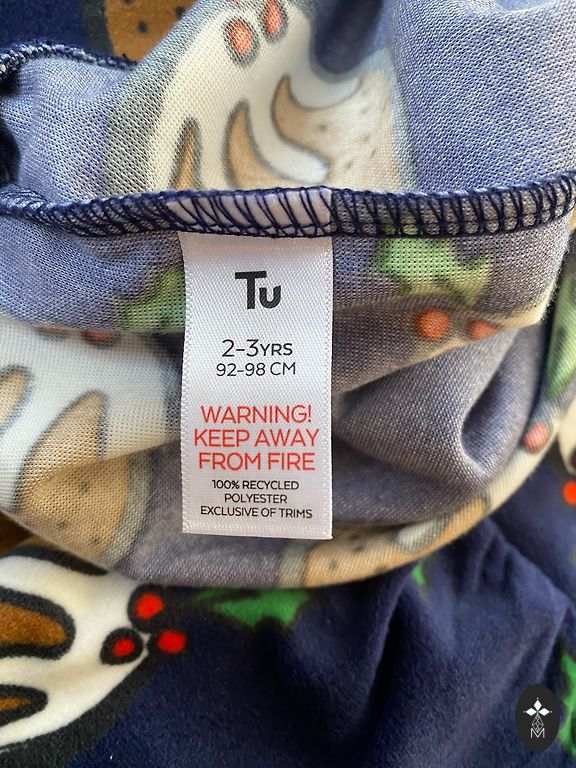 Tu
2-3YRS
92-98 CM
WARNING!
KEEP AWAY
FROM FIRE
100% RECYCLED
POLYESTER
EXCLUSIVE OF TRIMS
M